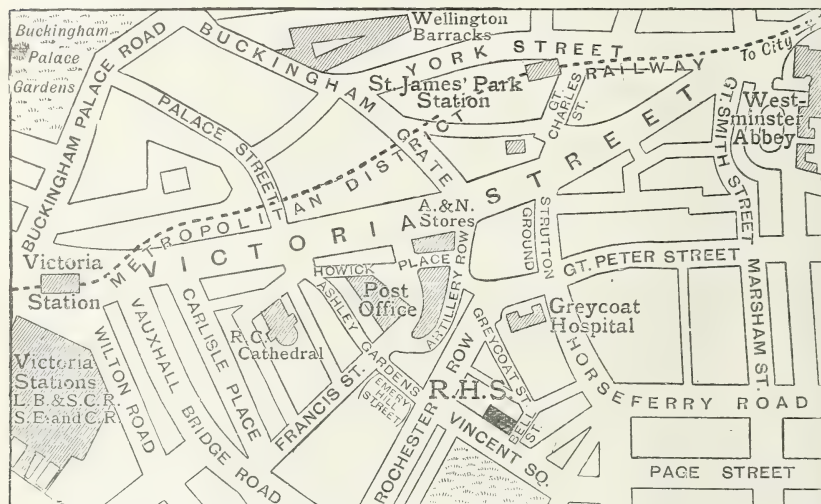 Buckingham
Palace
Gardens
BUCKINGHAM PALACE ROAD
BUCKINGHAM GATE
Wellington
Barracks
YORK STREET
St. James' Park
Station
METROPOLITAN DISTRICT RAILWAY
To City
GT. CHARLES ST.
GT. SMITH STREET
West-
minster
Abbey
PALACE STREET
VICTORIA STREET
A.&N.
Stores
STRUTTON
GROUND
GT. PETER STREET
MARSHAM ST.
Victoria
Station
HOWICK PLACE
Post
Office
ARTILLERY ROW
ASHLEY GARDENS
R.C.
Cathedral
CARLISLE PLACE
VAUXHALL BRIDGE ROAD
WILTON ROAD
Victoria
Stations
L.B.&S.C.R.
S.E. and C.R.
FRANCIS ST.
EMERY
HILL
STREET
ROCHESTER ROW
GREYCOAT ST.
Greycoat
Hospital
HORSEFERRY ROAD
R.H.S.
BELL ST.
VINCENT SQ.
PAGE STREET